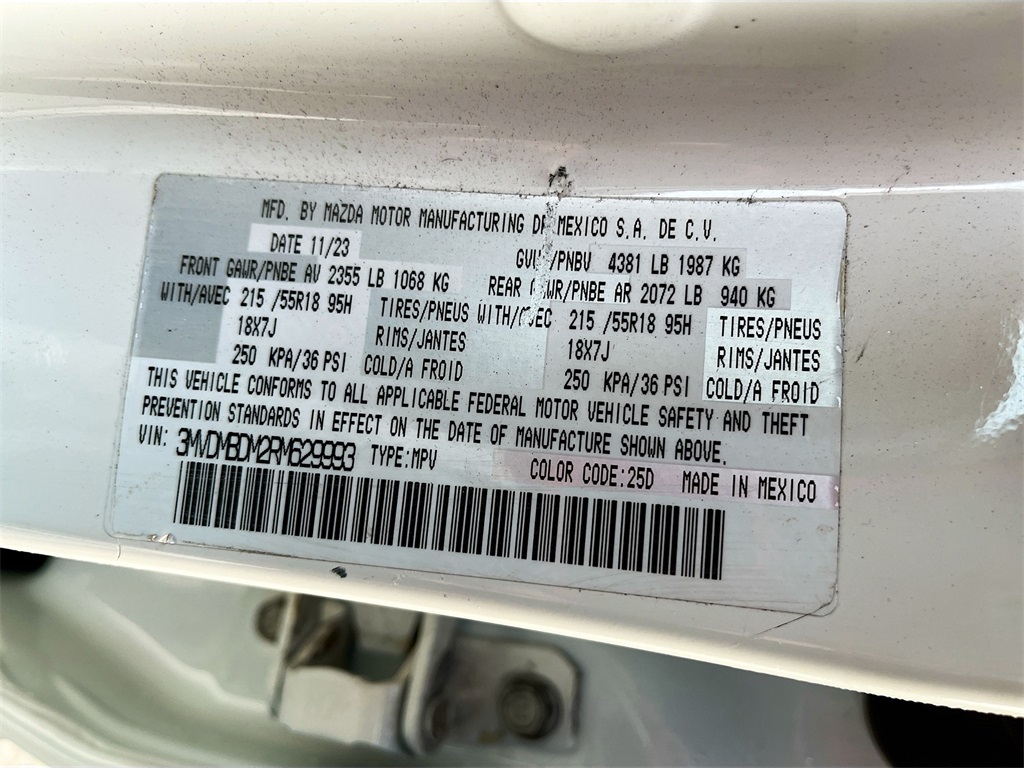 MFD. BY MAZDA MOTOR MANUFACTURING DE MEXICO S.A. DE C.V.
DATE 11/23 GVWR/PNBV 4381 LB 1987 KG
FRONT GAWR/PNBE AV 2355 LB 1068 KG REAR GAWR/PNBE AR 2072 LB 940 KG
WITH/AVEC 215 /55R18 95H TIRES/PNEUS WITH/AVEC 215 /55R18 95H TIRES/PNEUS
18X7J RIMS/JANTES 18X7J RIMS/JANTES
250 KPA/36 PSI COLD/A FROID 250 KPA/36 PSI COLD/A FROID
THIS VEHICLE CONFORMS TO ALL APPLICABLE FEDERAL MOTOR VEHICLE SAFETY AND THEFT
PREVENTION STANDARDS IN EFFECT ON THE DATE OF MANUFACTURE SHOWN ABOVE.
VIN: 3MVDMBDM2RM629993 TYPE:MPV COLOR CODE:25D MADE IN MEXICO